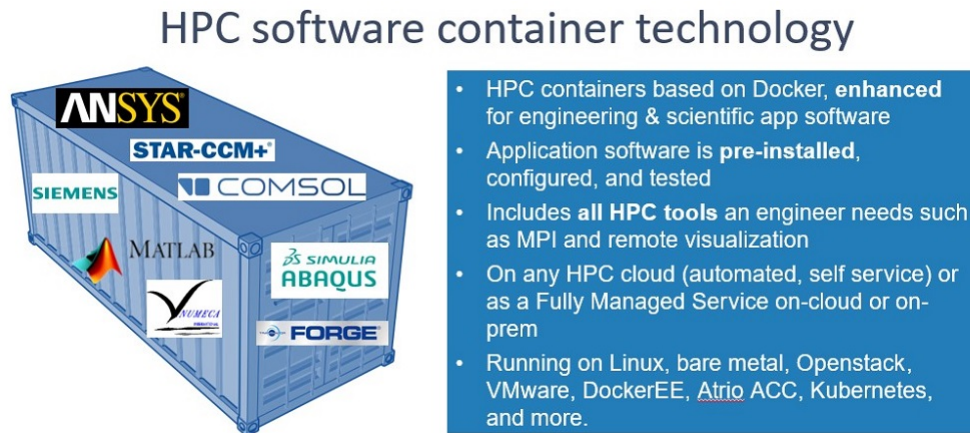 HPC software container technology
ANSYS
STAR-CCM+
SIEMENS
COMSOL
MATLAB
SIMULIA
ABAQUS
NUMECA
FORGE
• HPC containers based on Docker, enhanced
for engineering & scientific app software
• Application software is pre-installed,
configured, and tested
• Includes all HPC tools an engineer needs such
as MPI and remote visualization
• On any HPC cloud (automated, self service) or
as a Fully Managed Service on-cloud or on-
prem
• Running on Linux, bare metal, Openstack,
VMware, DockerEE, Atrio ACC, Kubernetes,
and more.